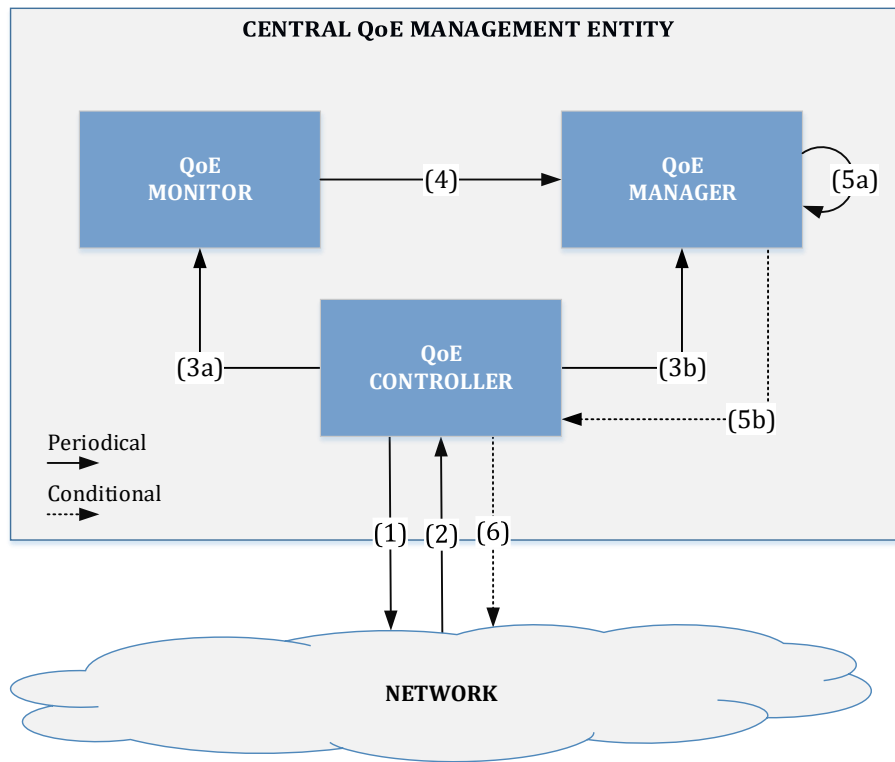 CENTRAL QoE MANAGEMENT ENTITY
QoE
MONITOR
QoE
MANAGER
(4)
(5a)
QoE
CONTROLLER
(3a)
(3b)
(5b)
Periodical
Conditional
(1)
(2)
(6)
NETWORK